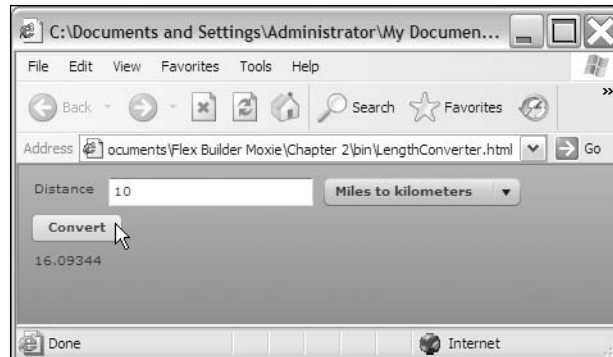 C:\Documents and Settings\Administrator\My Documen...
File Edit View Favorites Tools Help
Back Search Favorites »
Address ocuments\Flex Builder Moxie\Chapter 2\bin\LengthConverter.html Go
Distance 10 Miles to kilometers
Convert
16.09344
Done Internet